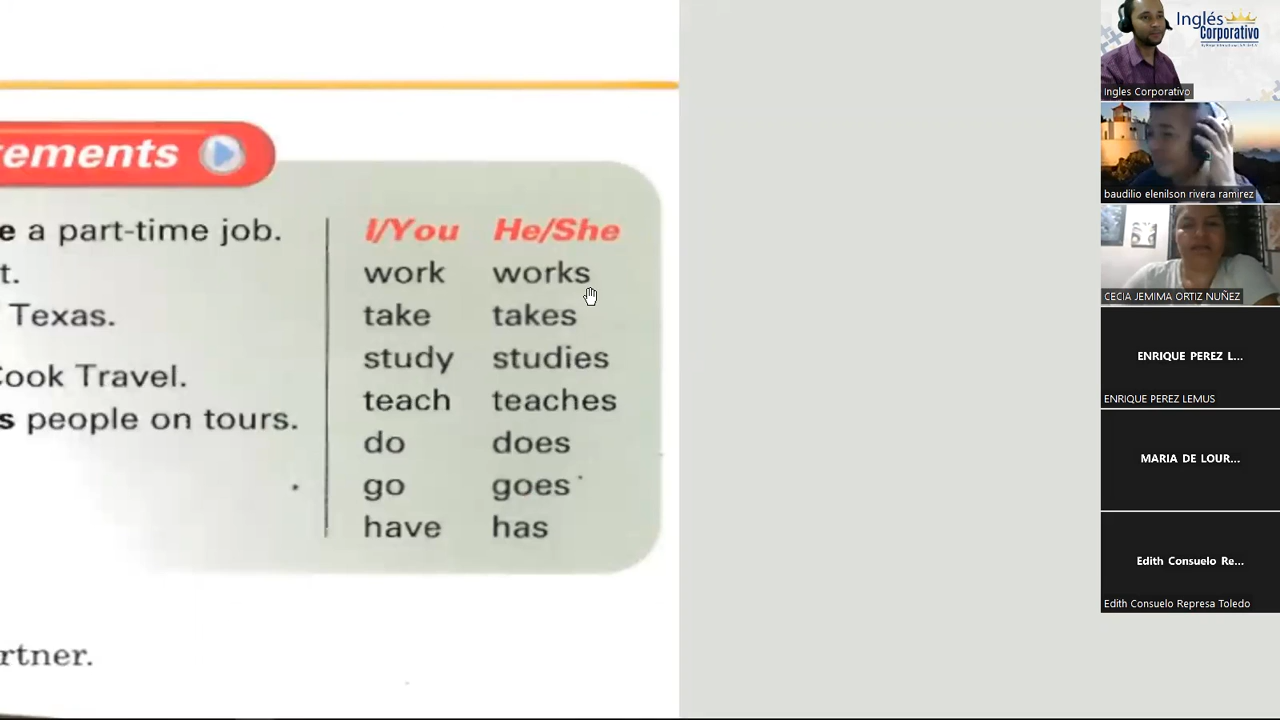 ements
e a part-time job.
t.
Texas.
ook Travel.
s people on tours.
I/You He/She
work works
take takes
study studies
teach teaches
do does
go goes
have has
rtner.
Inglés
Corporativo
Ingles Corporativo
baudilio elenilson rivera ramirez
CECIA JEMIMA ORTIZ NUÑEZ
ENRIQUE PEREZ L...
ENRIQUE PEREZ LEMUS
MARIA DE LOUR...
Edith Consuelo Re...
Edith Consuelo Represa Toledo